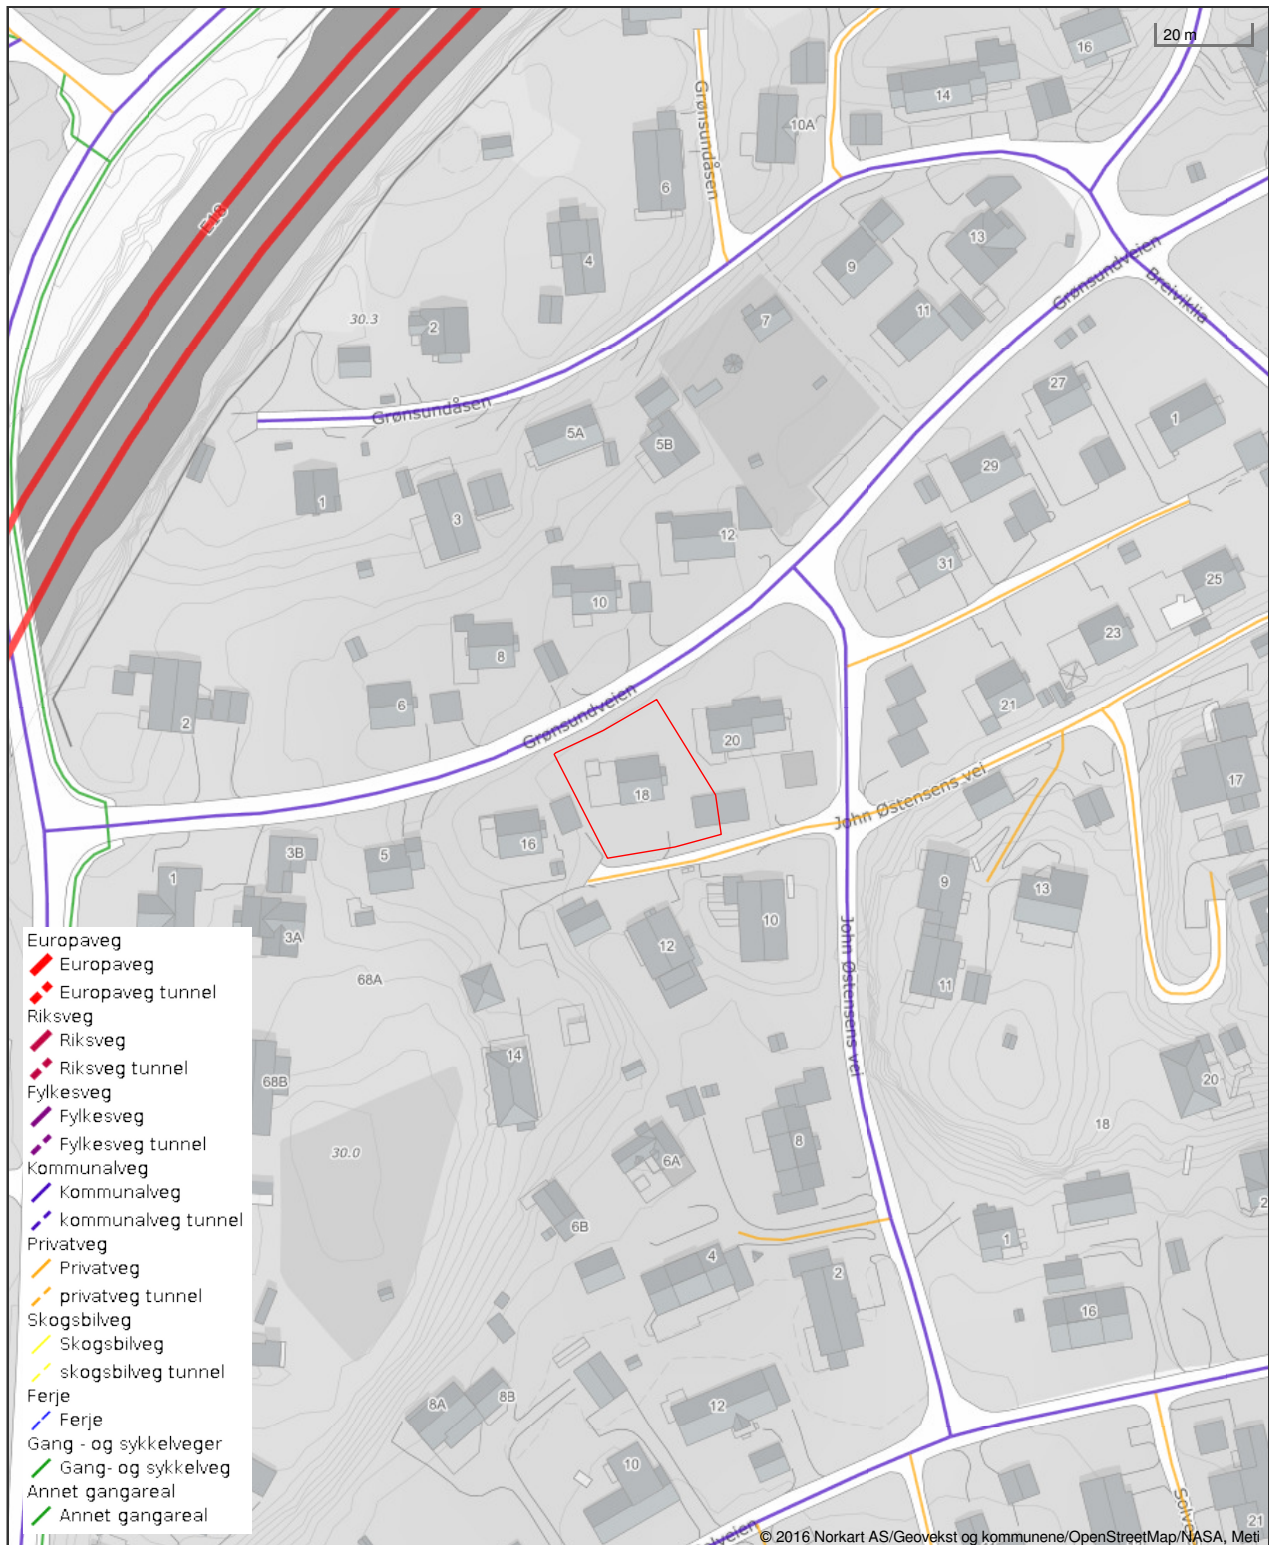 20 m
16
14
10A
Grønsundåsen
6
E18
4
13
9
Grønsundveien
Breiviklia
11
7
30.3
2
27
1
Grønsundåsen
5A
5B
29
1
3
12
31
25
10
23
8
6
21
2
Grønsundveien
20
17
18
John Østensens vei
16
3B
5
1
9
13
3A
12
10
John Østensens vei
11
68A
14
68B
20
18
8
30.0
6A
6B
1
4
2
2
16
8A
8B
12
10
Solve
21
lveien
Europaveg
Europaveg
Europaveg tunnel
Riksveg
Riksveg
Riksveg tunnel
Fylkesveg
Fylkesveg
Fylkesveg tunnel
Kommunalveg
Kommunalveg
kommunalveg tunnel
Privatveg
Privatveg
privatveg tunnel
Skogsbilveg
Skogsbilveg
skogsbilveg tunnel
Ferje
Ferje
Gang - og sykkelveger
Gang- og sykkelveg
Annet gangareal
Annet gangareal
© 2016 Norkart AS/Geovekst og kommunene/OpenStreetMap/NASA, Meti